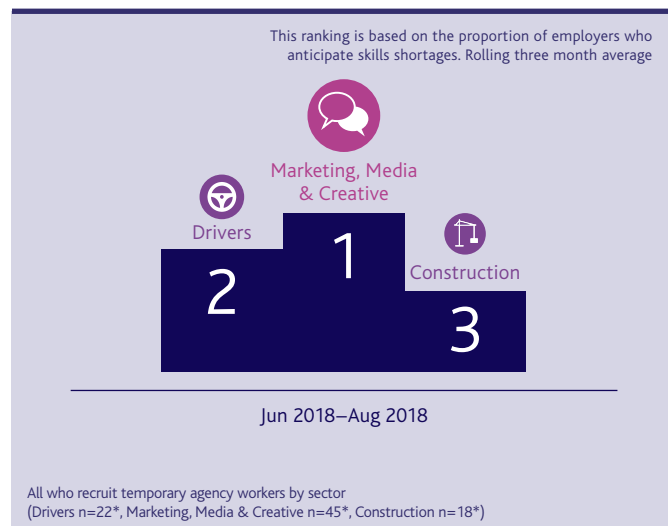 This ranking is based on the proportion of employers who
anticipate skills shortages. Rolling three month average
Marketing, Media
& Creative
Drivers
1
Construction
2
3
Jun 2018–Aug 2018
All who recruit temporary agency workers by sector
(Drivers n=22*, Marketing, Media & Creative n=45*, Construction n=18*)